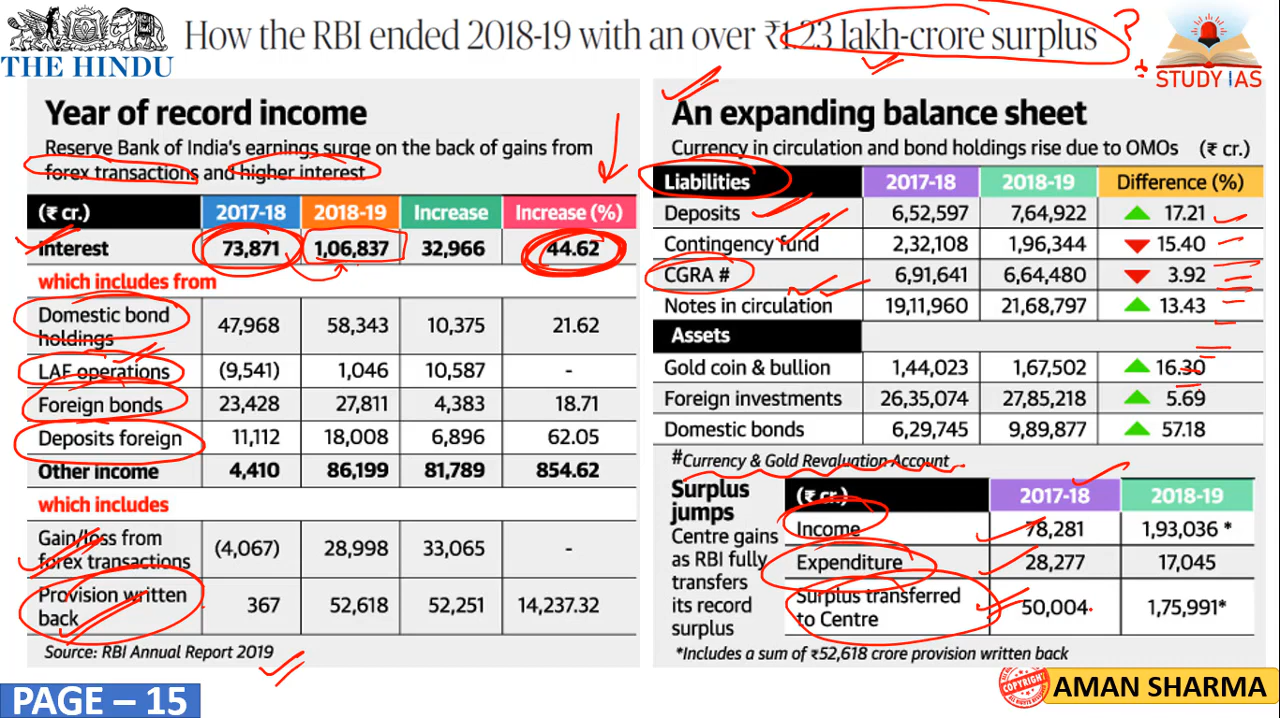 How the RBI ended 2018-19 with an over ₹1.23 lakh-crore surplus ?
THE HINDU
STUDY IAS
Year of record income
Reserve Bank of India's earnings surge on the back of gains from
forex transactions and higher interest
(₹ cr.) 2017-18 2018-19 Increase Increase (%)
Interest 73,871 1,06,837 32,966 44.62
which includes from
Domestic bond
holdings 47,968 58,343 10,375 21.62
LAF operations (9,541) 1,046 10,587 -
Foreign bonds 23,428 27,811 4,383 18.71
Deposits foreign 11,112 18,008 6,896 62.05
Other income 4,410 86,199 81,789 854.62
which includes
Gain/loss from
forex transactions (4,067) 28,998 33,065 -
Provision written
back 367 52,618 52,251 14,237.32
Source: RBI Annual Report 2019
An expanding balance sheet
Currency in circulation and bond holdings rise due to OMOs (₹ cr.)
Liabilities 2017-18 2018-19 Difference (%)
Deposits 6,52,597 7,64,922 17.21
Contingency fund 2,32,108 1,96,344 15.40
CGRA # 6,91,641 6,64,480 3.92
Notes in circulation 19,11,960 21,68,797 13.43
Assets
Gold coin & bullion 1,44,023 1,67,502 16.30
Foreign investments 26,35,074 27,85,218 5.69
Domestic bonds 6,29,745 9,89,877 57.18
#Currency & Gold Revaluation Account
Surplus
jumps
Centre gains
as RBI fully
transfers
its record
surplus
(₹ cr.) 2017-18 2018-19
Income 78,281 1,93,036 *
Expenditure 28,277 17,045
Surplus transferred
to Centre 50,004 1,75,991*
*Includes a sum of ₹52,618 crore provision written back
PAGE – 15
COPYRIGHT
AMAN SHARMA